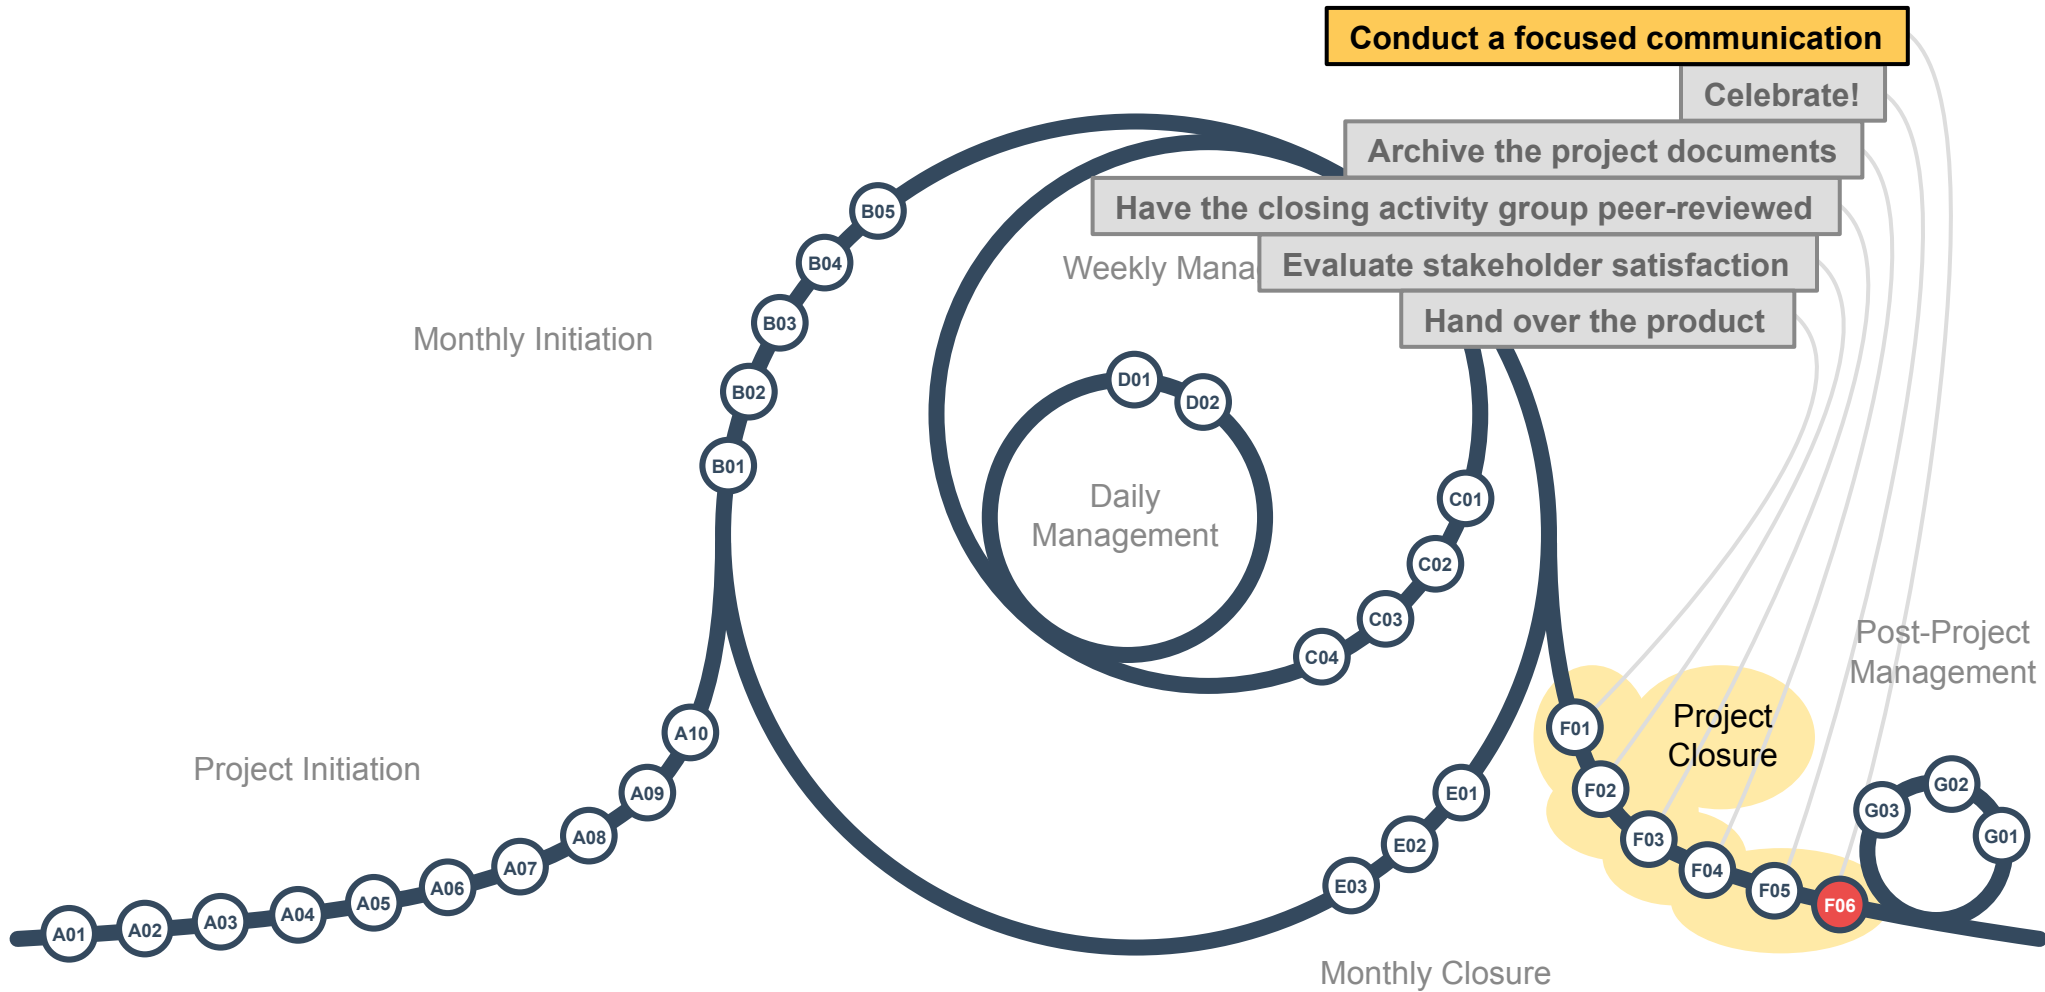 Conduct a focused communication
Celebrate!
Archive the project documents
Have the closing activity group peer-reviewed
Evaluate stakeholder satisfaction
Hand over the product
Weekly Mana
Monthly Initiation
Daily
Management
Project Initiation
Monthly Closure
Project
Closure
Post-Project
Management
A01
A02
A03
A04
A05
A06
A07
A08
A09
A10
B01
B02
B03
B04
B05
C01
C02
C03
C04
D01
D02
E01
E02
E03
F01
F02
F03
F04
F05
F06
G01
G02
G03